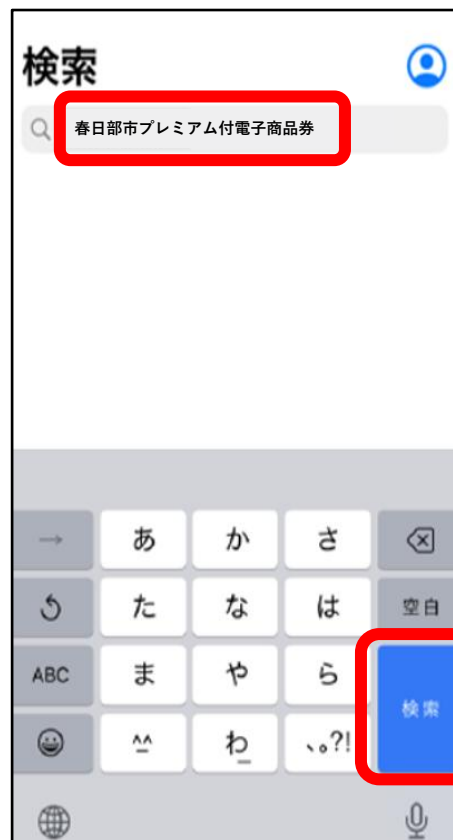 検索
春日部市プレミアム付電子商品券
→ あ か さ
た な は 空白
ABC ま や ら 検索
^^ わ_ 、。?!